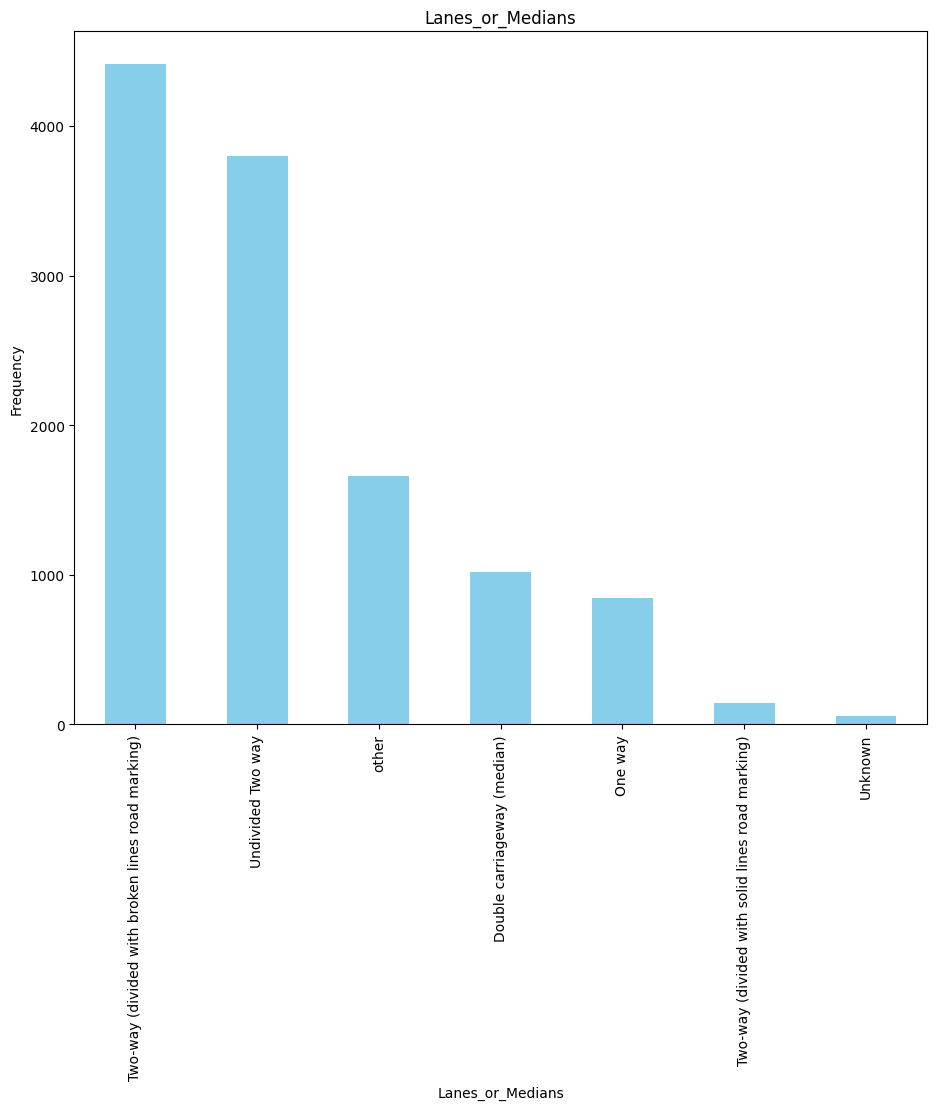 Lanes_or_Medians
4000
3000
2000
1000
0
Frequency
Two-way (divided with broken lines road marking)
Undivided Two way
other
Double carriageway (median)
One way
Two-way (divided with solid lines road marking)
Unknown
Lanes_or_Medians